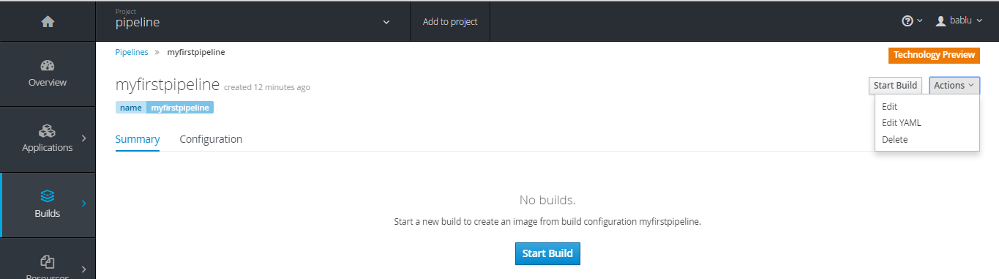 Project
pipeline
Add to project
bablu
Overview
Applications
Builds
Resources
Pipelines » myfirstpipeline
Technology Preview
myfirstpipeline created 12 minutes ago
Start Build
Actions
name myfirstpipeline
Edit
Edit YAML
Delete
Summary
Configuration
No builds.
Start a new build to create an image from build configuration myfirstpipeline.
Start Build